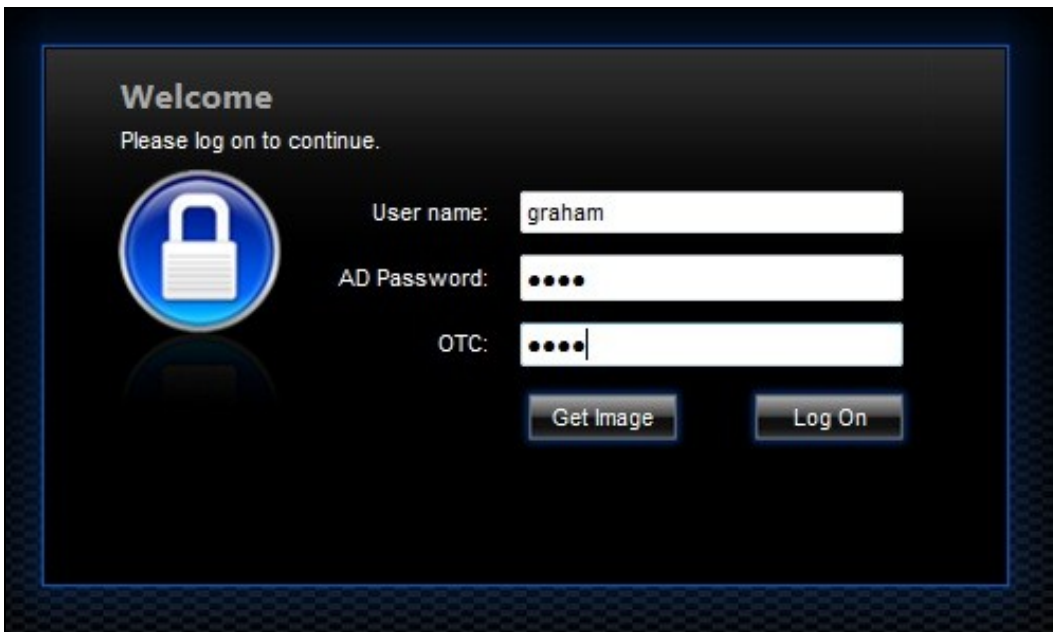 Welcome
Please log on to continue.
User name: graham
AD Password: ••••
OTC: ••••
Get Image Log On